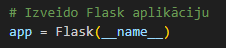 # Izveido Flask aplikāciju
app = Flask(__name__)